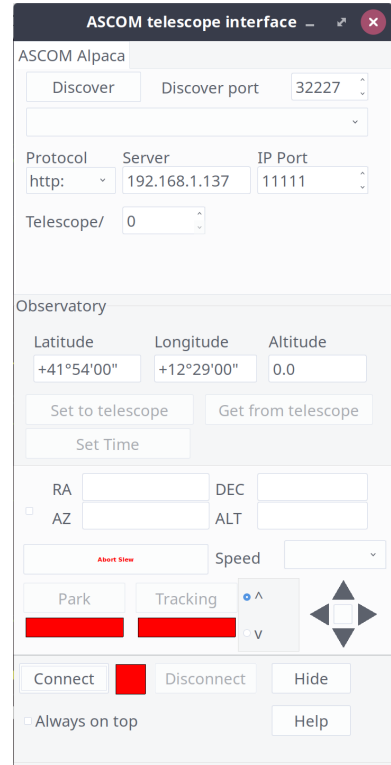 ASCOM telescope interface
ASCOM Alpaca
Discover Discover port 32227
Protocol Server IP Port
http: 192.168.1.137 11111
Telescope/ 0
Observatory
Latitude Longitude Altitude
+41°54'00" +12°29'00" 0.0
Set to telescope Get from telescope
Set Time
RA DEC
AZ ALT
Abort Slew Speed
Park Tracking ^
v
Connect Disconnect Hide
Always on top Help